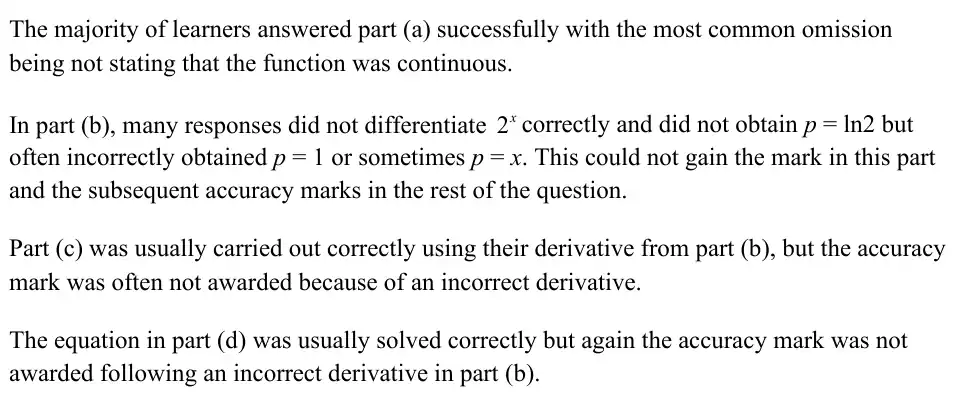 The majority of learners answered part (a) successfully with the most common omission
being not stating that the function was continuous.
In part (b), many responses did not differentiate 2ˣ correctly and did not obtain p = ln2 but
often incorrectly obtained p = 1 or sometimes p = x. This could not gain the mark in this part
and the subsequent accuracy marks in the rest of the question.
Part (c) was usually carried out correctly using their derivative from part (b), but the accuracy
mark was often not awarded because of an incorrect derivative.
The equation in part (d) was usually solved correctly but again the accuracy mark was not
awarded following an incorrect derivative in part (b).